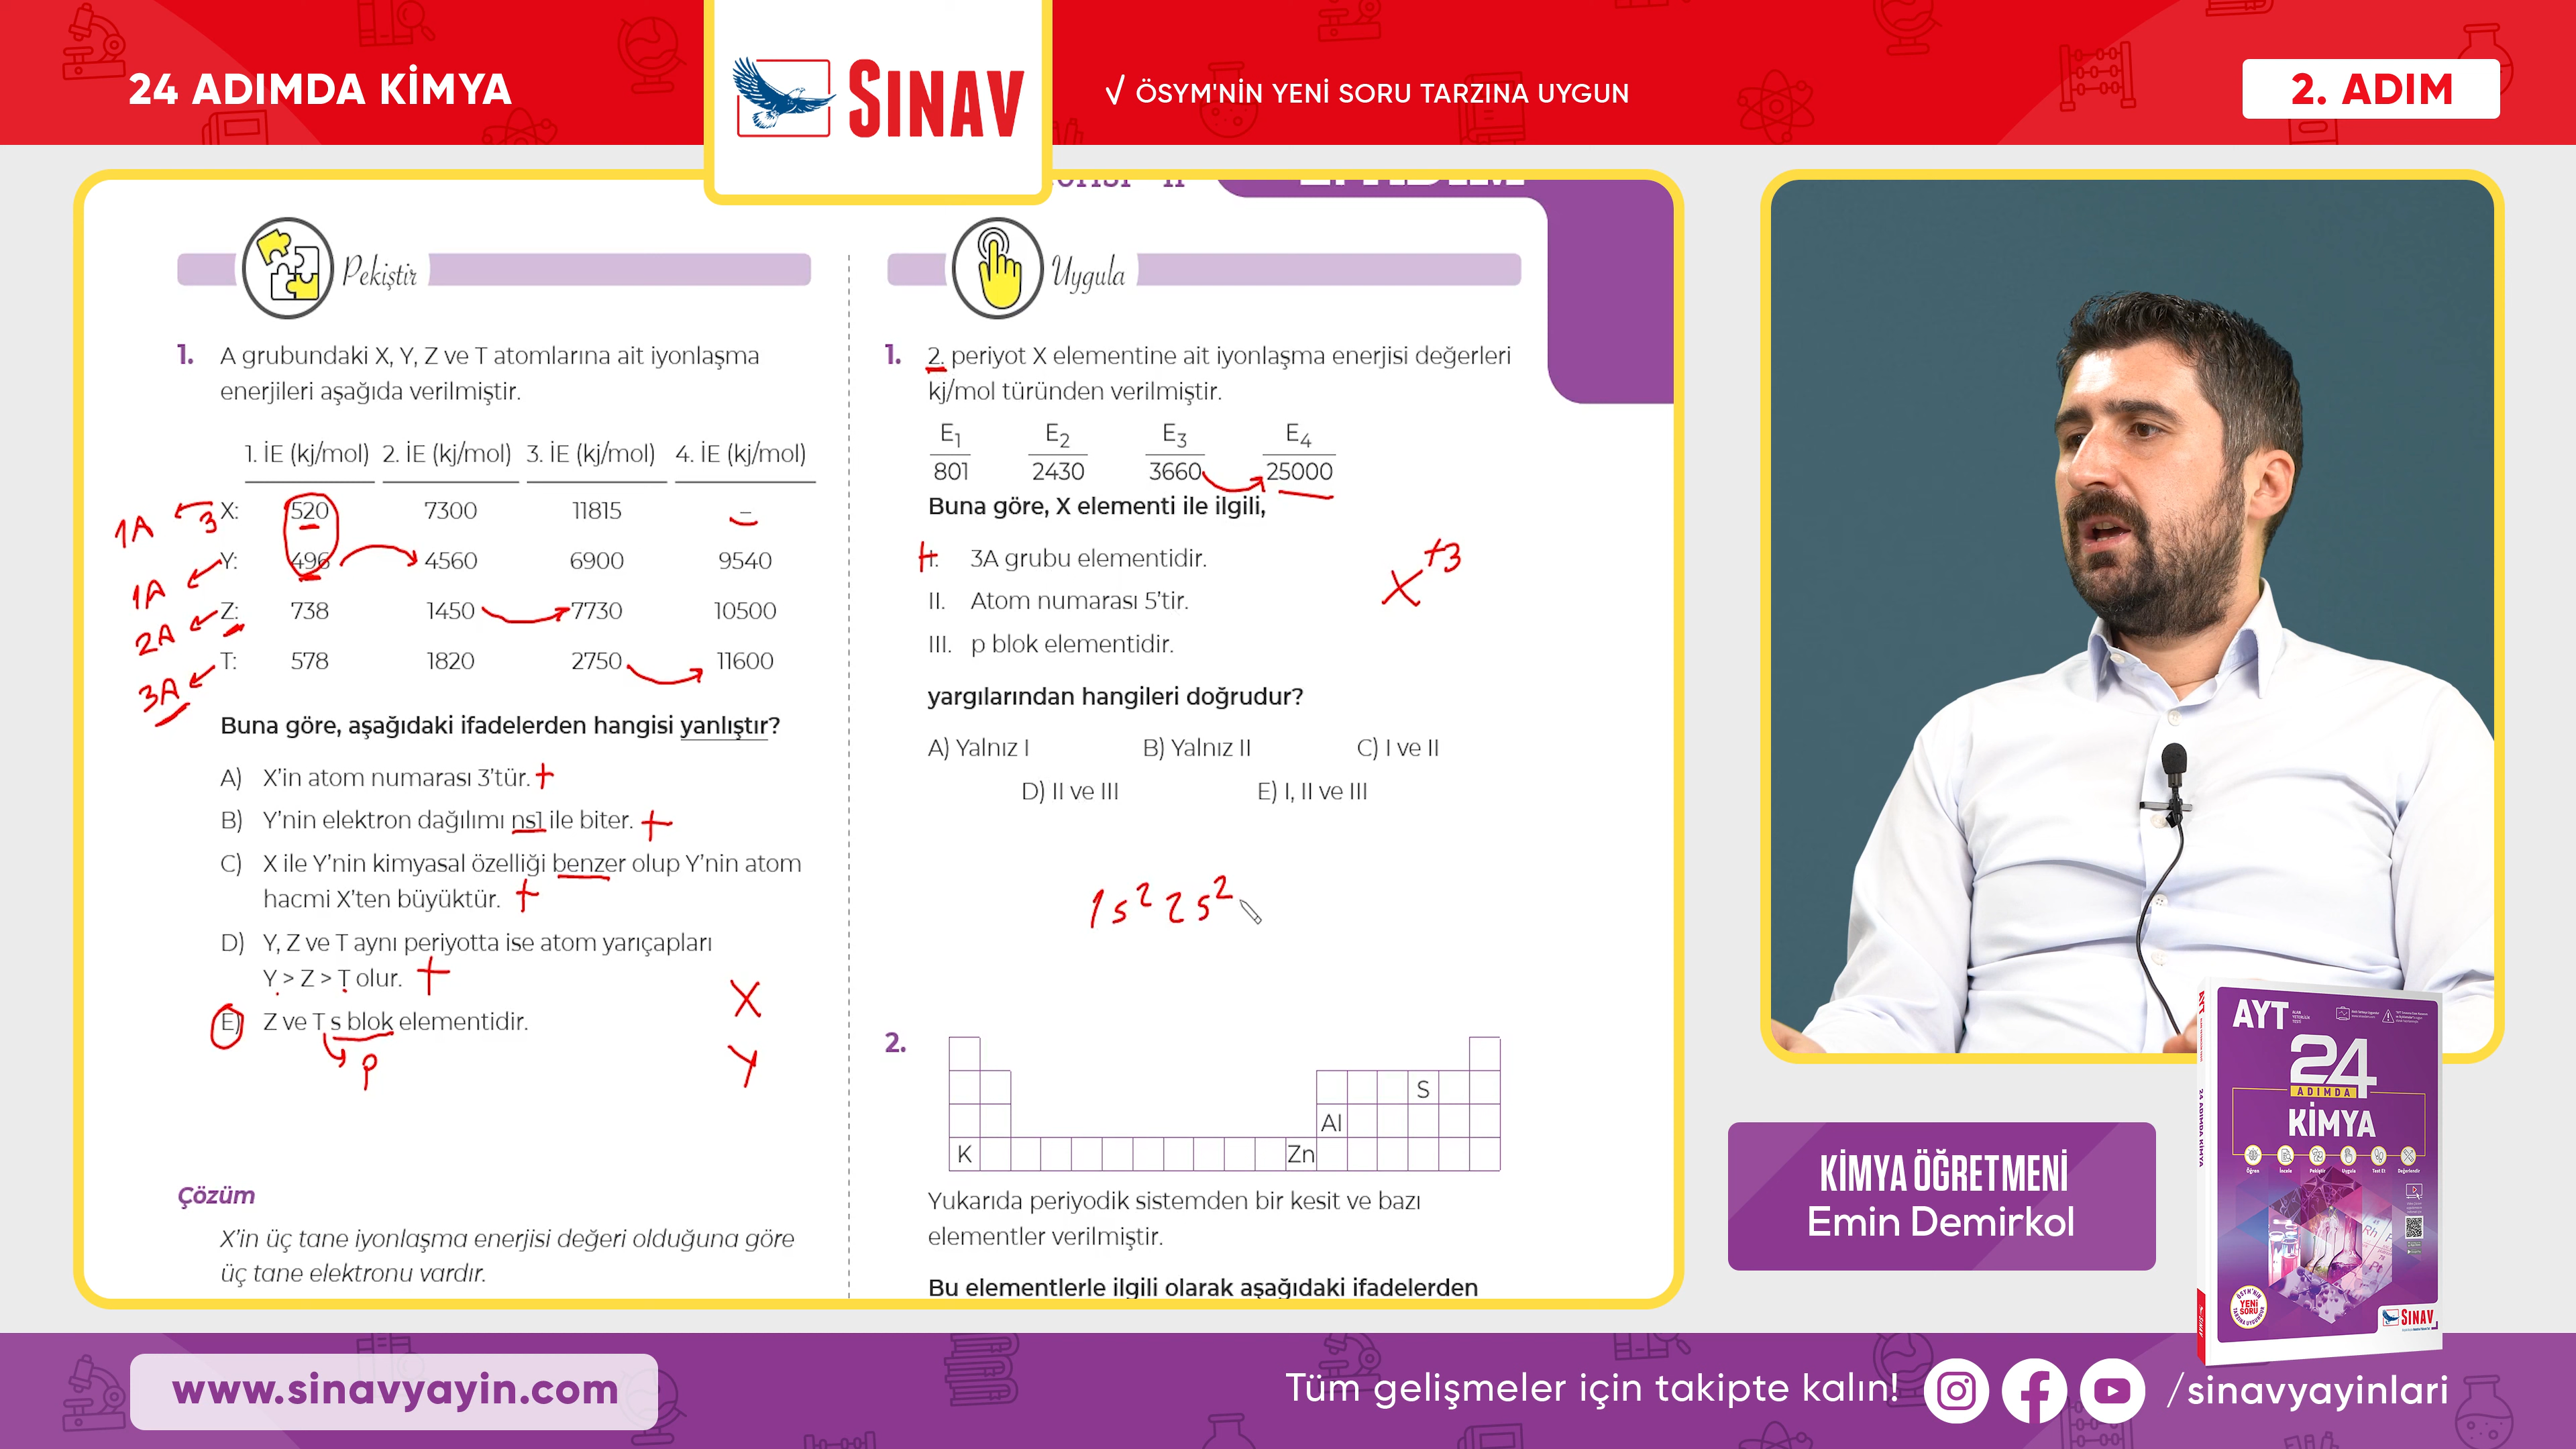 24 ADIMDA KİMYA
SINAV
√ ÖSYM'NİN YENİ SORU TARZINA UYGUN
2. ADIM
Pekiştir
1. A grubundaki X, Y, Z ve T atomlarına ait iyonlaşma
enerjileri aşağıda verilmiştir.
1. İE (kj/mol) 2. İE (kj/mol) 3. İE (kj/mol) 4. İE (kj/mol)
1A 3 X: 520 7300 11815 –
1A Y: 496 4560 6900 9540
2A Z: 738 1450 7730 10500
3A T: 578 1820 2750 11600
Buna göre, aşağıdaki ifadelerden hangisi yanlıştır?
A) X'in atom numarası 3'tür. +
B) Y'nin elektron dağılımı ns1 ile biter. +
C) X ile Y'nin kimyasal özelliği benzer olup Y'nin atom
hacmi X'ten büyüktür. +
D) Y, Z ve T aynı periyotta ise atom yarıçapları
Y > Z > T olur. +
E) Z ve T s blok elementidir.
p
X
Y
Çözüm
X'in üç tane iyonlaşma enerjisi değeri olduğuna göre
üç tane elektronu vardır.
Uygula
1. 2. periyot X elementine ait iyonlaşma enerjisi değerleri
kj/mol türünden verilmiştir.
E1 E2 E3 E4
801 2430 3660 25000
Buna göre, X elementi ile ilgili,
I. 3A grubu elementidir.
II. Atom numarası 5'tir.
III. p blok elementidir.
X+3
yargılarından hangileri doğrudur?
A) Yalnız I B) Yalnız II C) I ve II
D) II ve III E) I, II ve III
1s² 2s²
2.
S
Al
K Zn
Yukarıda periyodik sistemden bir kesit ve bazı
elementler verilmiştir.
Bu elementlerle ilgili olarak aşağıdaki ifadelerden
KİMYA ÖĞRETMENİ
Emin Demirkol
AYT
24
ADIMDA
KİMYA
YENİ
SORU
SINAV
www.sinavyayin.com
Tüm gelişmeler için takipte kalın!
/sinavyayinlari